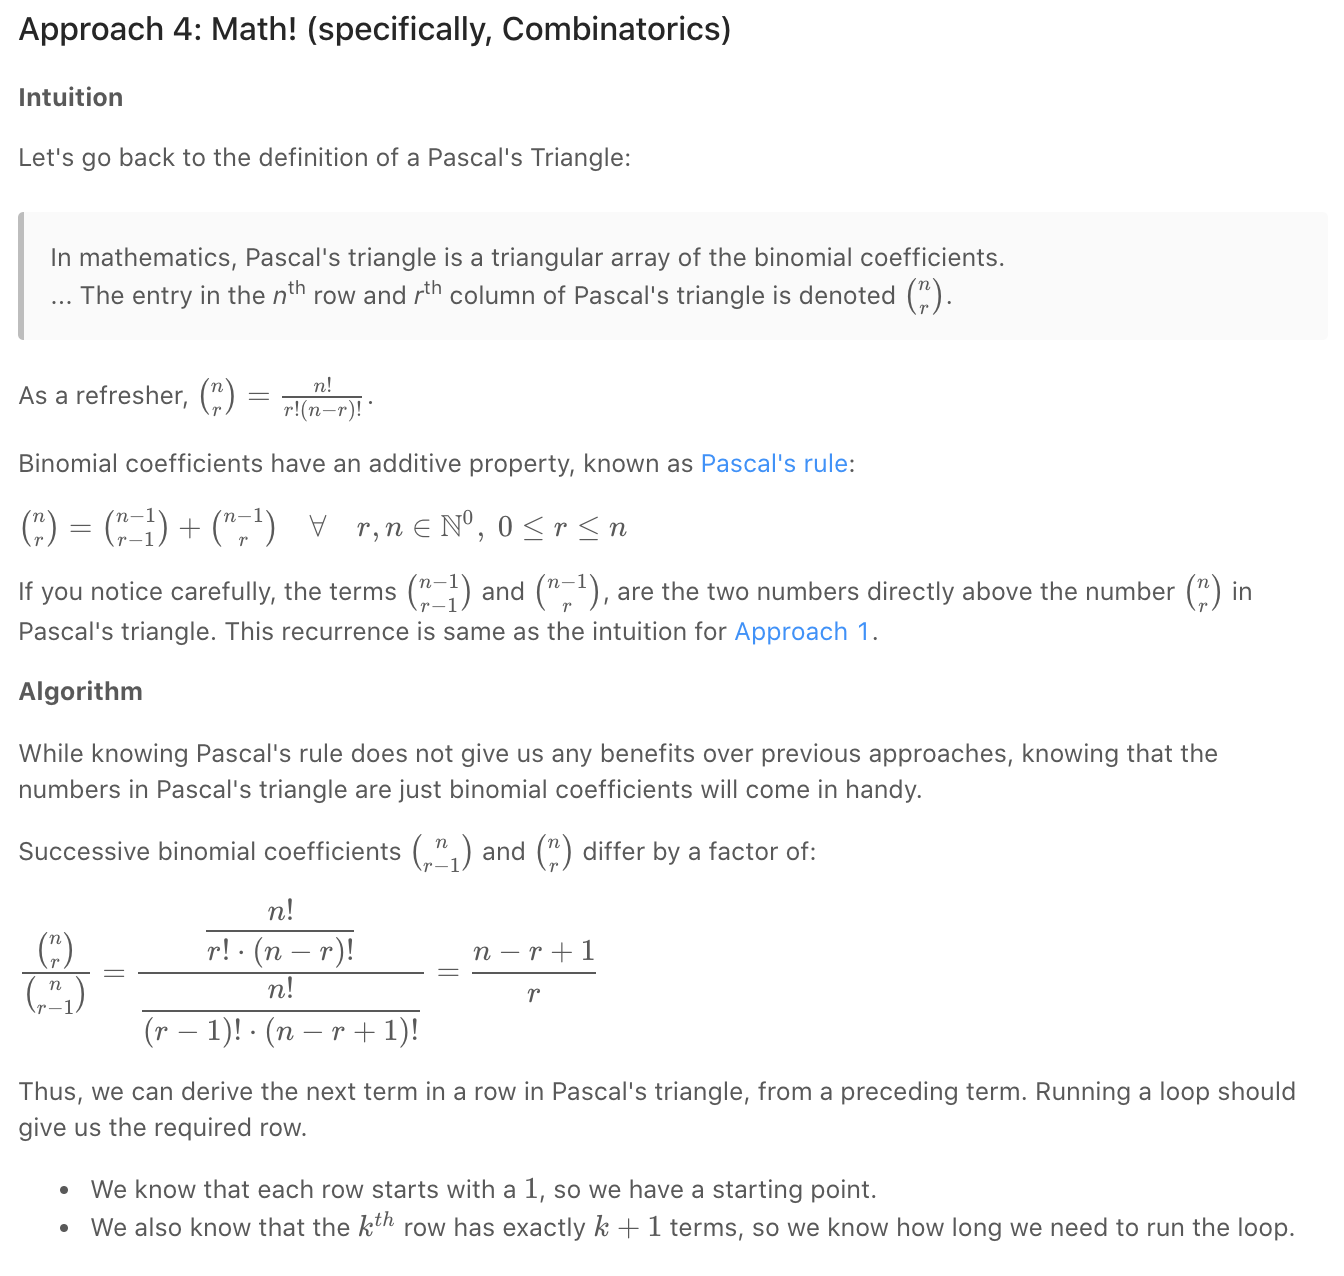 Approach 4: Math! (specifically, Combinatorics)
Intuition
Let's go back to the definition of a Pascal's Triangle:
In mathematics, Pascal's triangle is a triangular array of the binomial coefficients.
... The entry in the $n^{\text{th}}$ row and $r^{\text{th}}$ column of Pascal's triangle is denoted $\binom{n}{r}$.
As a refresher, $\binom{n}{r} = \frac{n!}{r!(n-r)!}$.
Binomial coefficients have an additive property, known as Pascal's rule:
$\binom{n}{r} = \binom{n-1}{r-1} + \binom{n-1}{r} \quad \forall \quad r, n \in \mathbb{N}^0, \; 0 \leq r \leq n$
If you notice carefully, the terms $\binom{n-1}{r-1}$ and $\binom{n-1}{r}$, are the two numbers directly above the number $\binom{n}{r}$ in
Pascal's triangle. This recurrence is same as the intuition for Approach 1.
Algorithm
While knowing Pascal's rule does not give us any benefits over previous approaches, knowing that the
numbers in Pascal's triangle are just binomial coefficients will come in handy.
Successive binomial coefficients $\binom{n}{r-1}$ and $\binom{n}{r}$ differ by a factor of:
$\frac{\binom{n}{r}}{\binom{n}{r-1}} = \frac{\frac{n!}{r! \cdot (n-r)!}}{\frac{n!}{(r-1)! \cdot (n-r+1)!}} = \frac{n-r+1}{r}$
Thus, we can derive the next term in a row in Pascal's triangle, from a preceding term. Running a loop should
give us the required row.
• We know that each row starts with a $1$, so we have a starting point.
• We also know that the $k^{th}$ row has exactly $k + 1$ terms, so we know how long we need to run the loop.